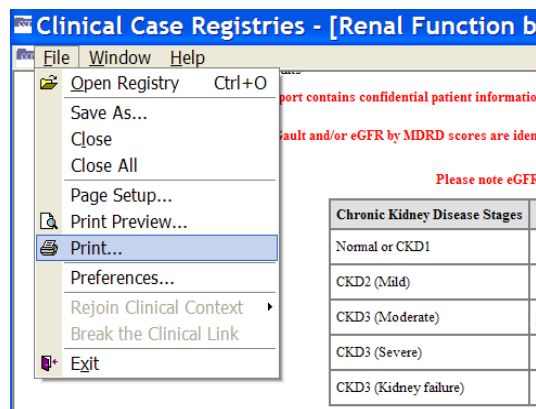 Clinical Case Registries - [Renal Function b
File Window Help
Open Registry Ctrl+O
Save As...
Close
Close All
Page Setup...
Print Preview...
Print...
Preferences...
Rejoin Clinical Context
Break the Clinical Link
Exit
port contains confidential patient informatio
ault and/or eGFR by MDRD scores are iden
Please note eGFR
Chronic Kidney Disease Stages
Normal or CKD1
CKD2 (Mild)
CKD3 (Moderate)
CKD3 (Severe)
CKD3 (Kidney failure)